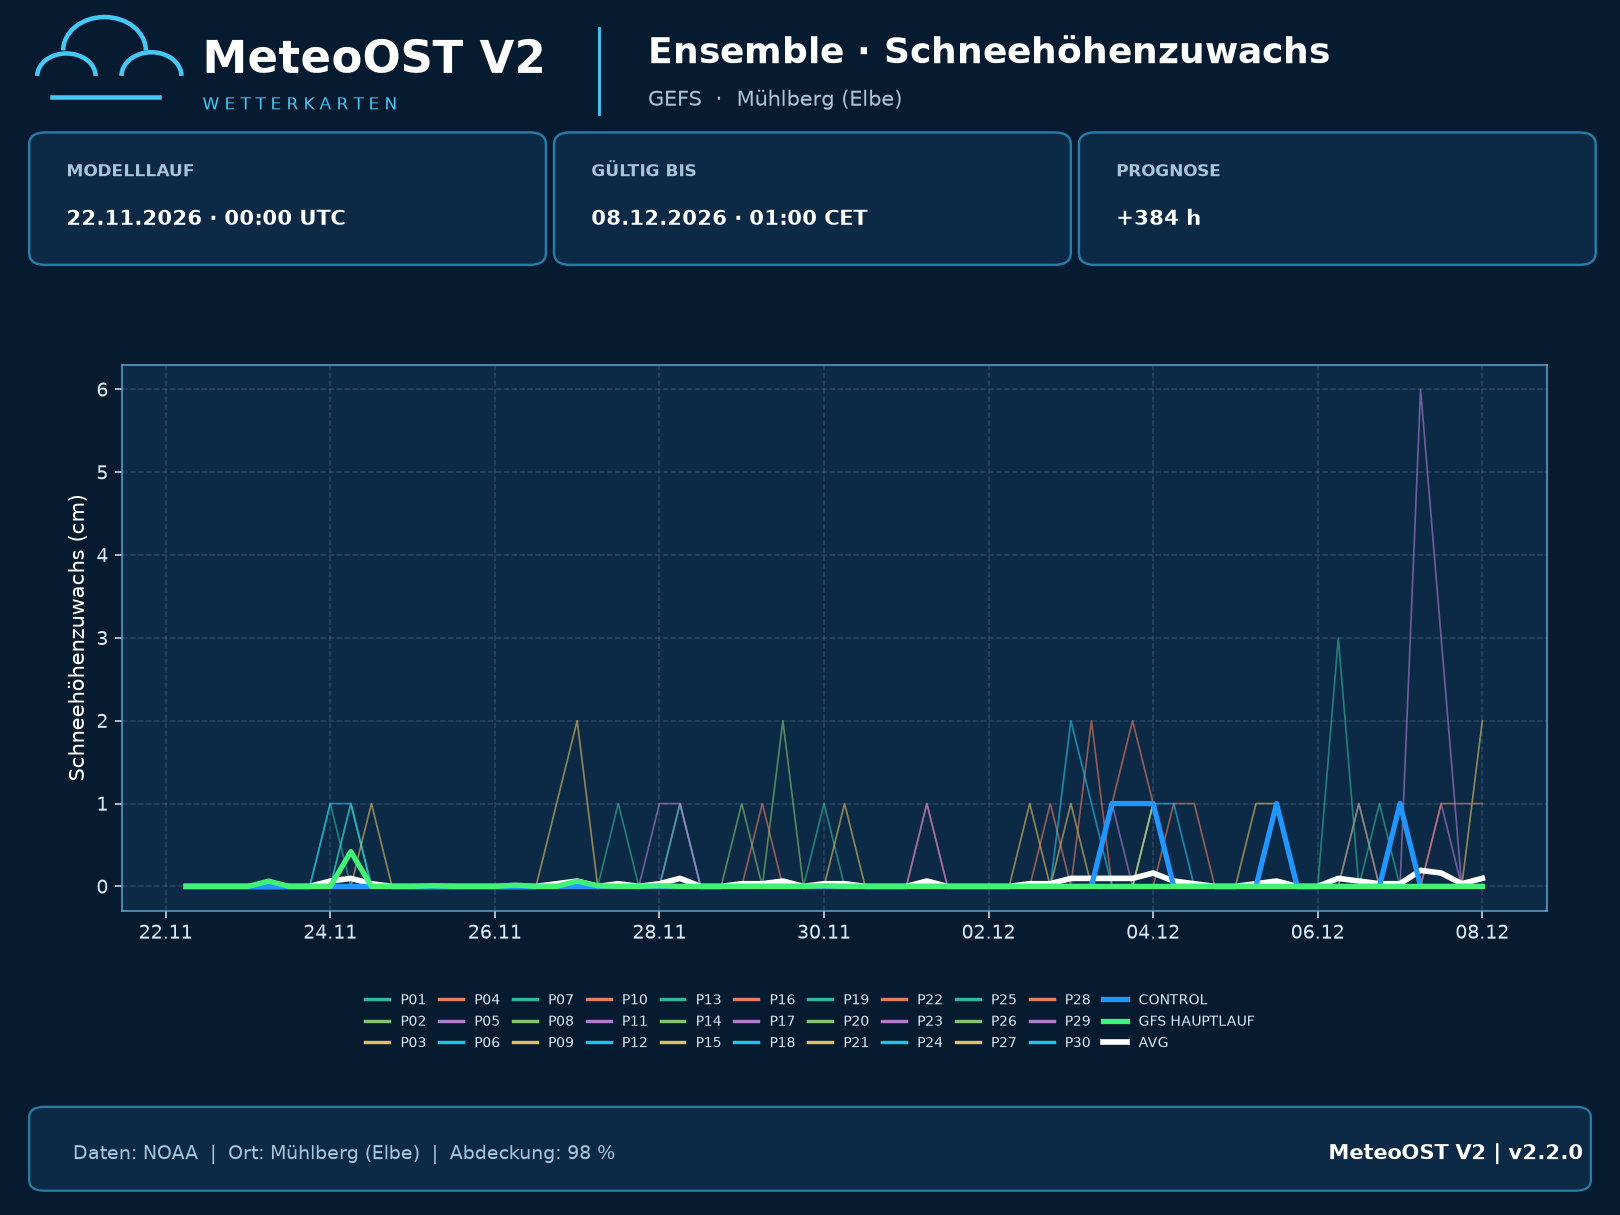 MeteoOST V2
WETTERKARTEN
Ensemble · Schneehöhenzuwachs
GEFS · Mühlberg (Elbe)
MODELLLAUF
22.11.2026 · 00:00 UTC
GÜLTIG BIS
08.12.2026 · 01:00 CET
PROGNOSE
+384 h
Schneehöhenzuwachs (cm)
6
5
4
3
2
1
0
22.11 24.11 26.11 28.11 30.11 02.12 04.12 06.12 08.12
P01 P04 P07 P10 P13 P16 P19 P22 P25 P28 CONTROL
P02 P05 P08 P11 P14 P17 P20 P23 P26 P29 GFS HAUPTLAUF
P03 P06 P09 P12 P15 P18 P21 P24 P27 P30 AVG
Daten: NOAA | Ort: Mühlberg (Elbe) | Abdeckung: 98 %
MeteoOST V2 | v2.2.0